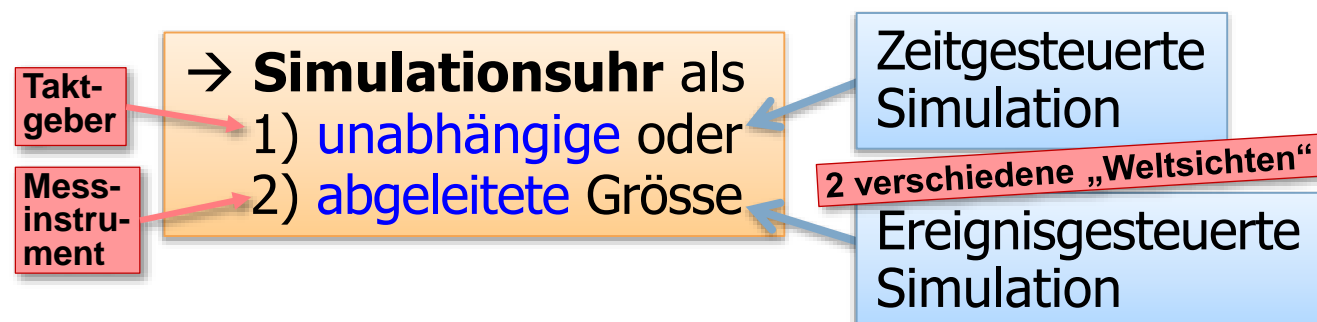 Takt-
geber
Mess-
instru-
ment
→ Simulationsuhr als
1) unabhängige oder
2) abgeleitete Grösse
Zeitgesteuerte
Simulation
2 verschiedene „Weltsichten“
Ereignisgesteuerte
Simulation